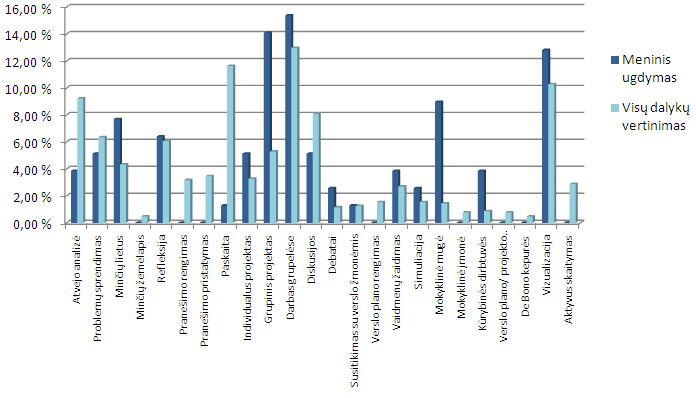 16,00 %
14,00 %
12,00 %
10,00 %
8,00 %
6,00 %
4,00 %
2,00 %
0,00 %
Meninis
ugdymas
Visų dalykų
vertinimas
Atvejo analizė
Problemų sprendimas
Minčių lietus
Minčių žemėlapis
Refleksija
Pranešimo rengimas
Pranešimo pristatymas
Paskaita
Individualus projektas
Grupinis projektas
Darbas grupelėse
Diskusijos
Debatai
Susitikimas su verslo žmonėmis
Verslo plano rengimas
Vaidmenų žaidimas
Simuliacija
Mokyklinė mugė
Mokyklinė įmonė
Kūrybinės dirbtuvės
Verslo plano/ projekto..
De Bono kepurės
Vizualizacija
Aktyvus skaitymas